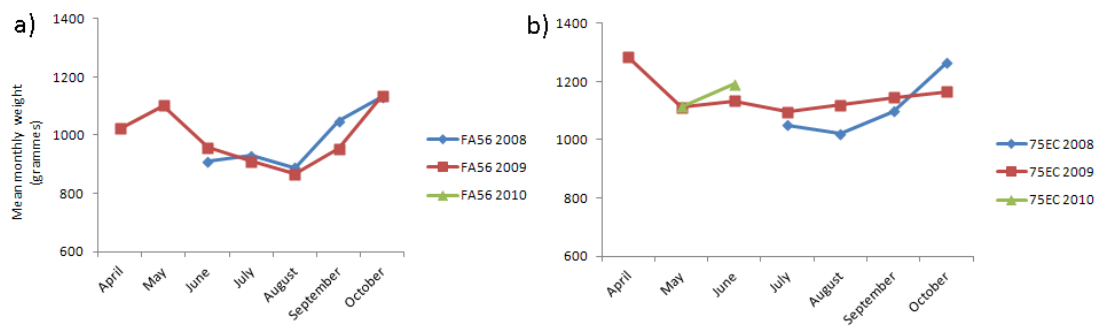 a)
1400
1200
1000
800
600
Mean monthly weight
(grammes)
April
May
June
July
August
September
October
FA56 2008
FA56 2009
FA56 2010
b)
1400
1200
1000
800
600
April
May
June
July
August
September
October
75EC 2008
75EC 2009
75EC 2010